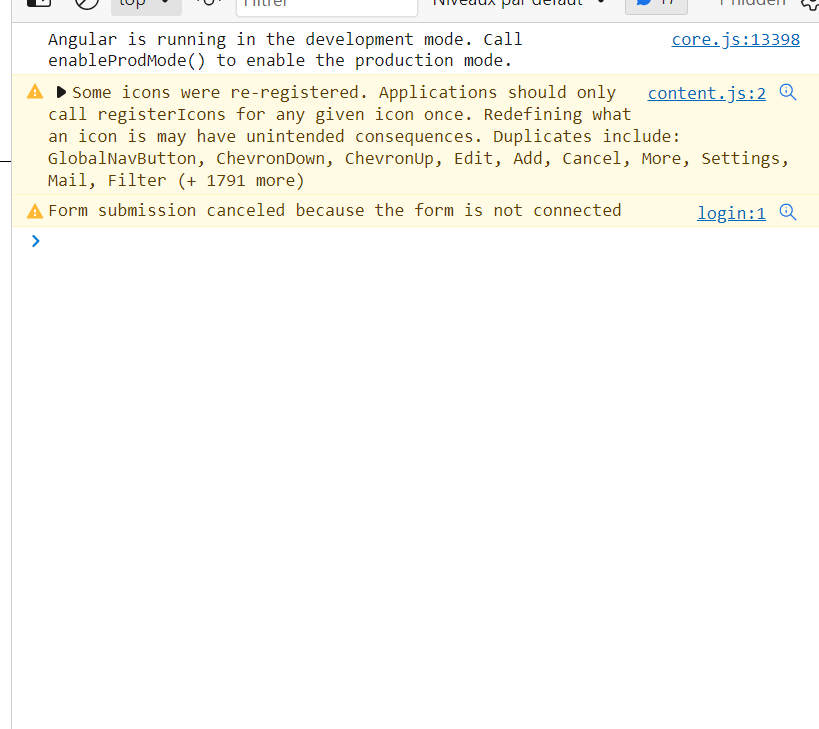 top Filtrer Niveaux par défaut 17 1 hidden
Angular is running in the development mode. Call core.js:13398
enableProdMode() to enable the production mode.
Some icons were re-registered. Applications should only content.js:2
call registerIcons for any given icon once. Redefining what
an icon is may have unintended consequences. Duplicates include:
GlobalNavButton, ChevronDown, ChevronUp, Edit, Add, Cancel, More, Settings,
Mail, Filter (+ 1791 more)
Form submission canceled because the form is not connected login:1